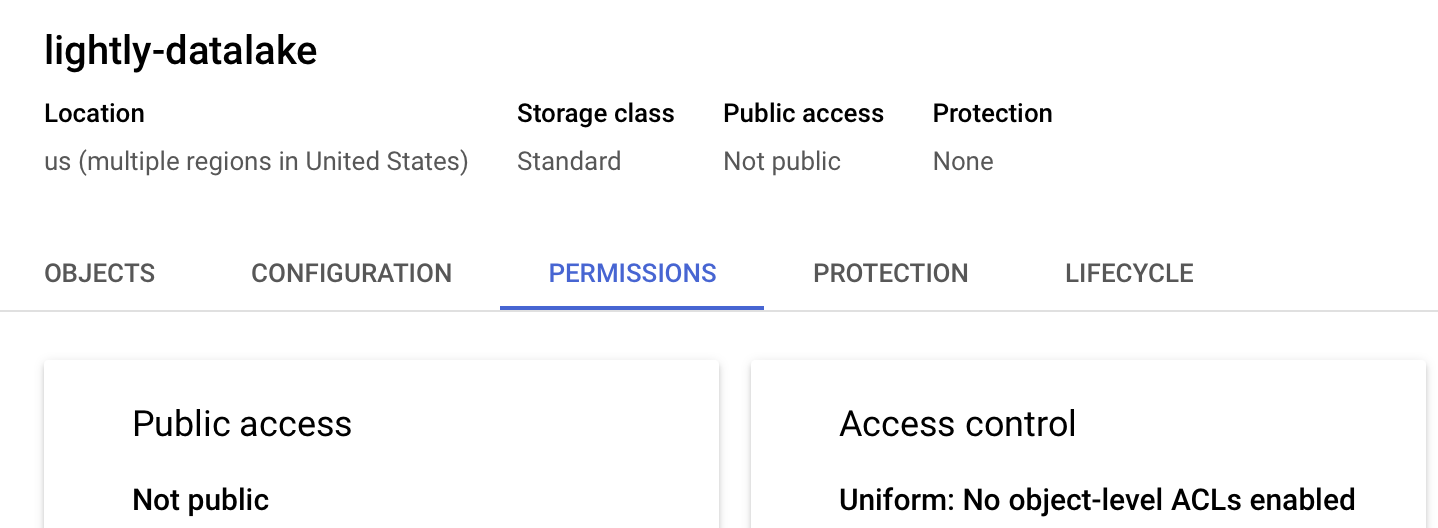 lightly-datalake
Location Storage class Public access Protection
us (multiple regions in United States) Standard Not public None
OBJECTS CONFIGURATION PERMISSIONS PROTECTION LIFECYCLE
Public access
Not public
Access control
Uniform: No object-level ACLs enabled